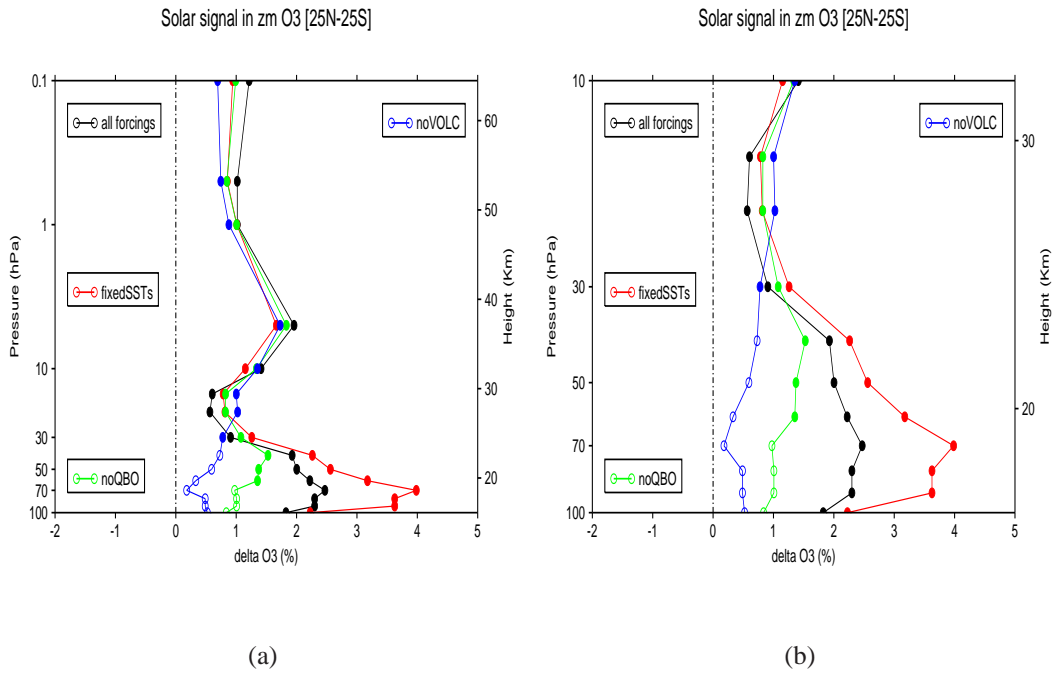 Solar signal in zm O3 [25N-25S]
0.1
1
10
30
50
70
100
Pressure (hPa)
-2 -1 0 1 2 3 4 5
delta O3 (%)
60
50
40
30
20
Height (Km)
all forcings
noVOLC
fixedSSTs
noQBO
(a)
Solar signal in zm O3 [25N-25S]
10
30
50
70
100
Pressure (hPa)
-2 -1 0 1 2 3 4 5
delta O3 (%)
30
20
Height (Km)
all forcings
noVOLC
fixedSSTs
noQBO
(b)